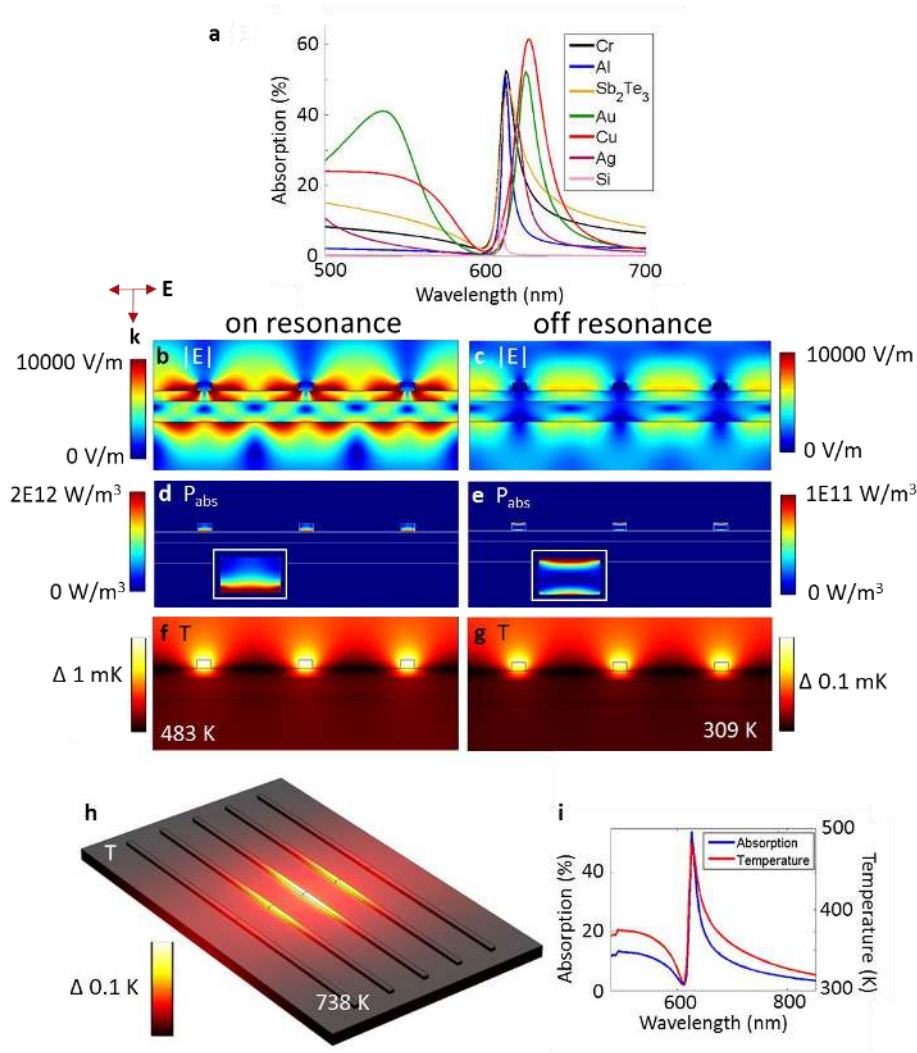 a
60
40
20
0
Absorption (%)
Cr
Al
Sb₂Te₃
Au
Cu
Ag
Si
500
600
700
Wavelength (nm)
E
k
on resonance
off resonance
b |E|
c |E|
10000 V/m
0 V/m
10000 V/m
0 V/m
d P_abs
e P_abs
2E12 W/m³
0 W/m³
1E11 W/m³
0 W/m³
f T
g T
Δ 1 mK
483 K
309 K
Δ 0.1 mK
h
T
Δ 0.1 K
738 K
i
Absorption
Temperature
40
20
0
Absorption (%)
500
400
300
Temperature (K)
600
800
Wavelength (nm)